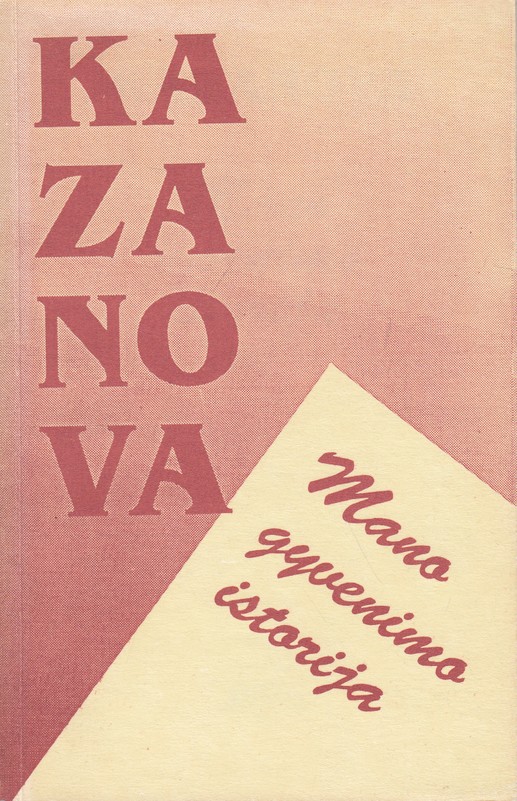 KA
ZA
NO
VA
Mano
gyvenimo
istorija